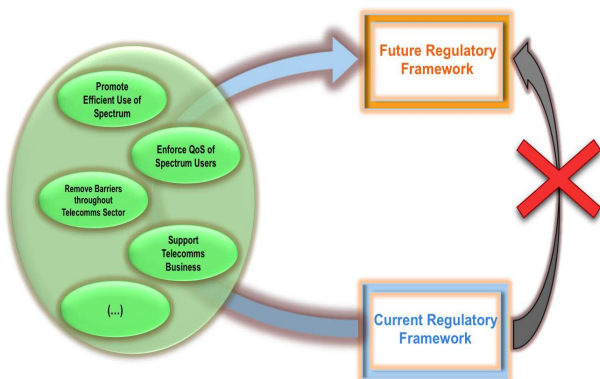 Promote
Efficient Use of
Spectrum
Enforce QoS of
Spectrum Users
Remove Barriers
throughout
Telecomms Sector
Support
Telecomms
Business
(...)
Future Regulatory
Framework
Current Regulatory
Framework